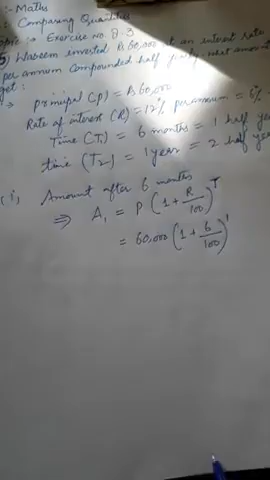 :- Maths
:- Comparing Quantities
:→ Exercise No 8.3
Waseem invested ₨ 60,000 at an interest rate
per annum compounded half yearly. what amount
get:
⇒ Principal (P) = ₨ 60,000
Rate of interest (R) = 12% per annum = 6%
Time (T₁) = 6 months = 1 half year
time (T₂) = 1 year = 2 half year
(i) Amount after 6 months
⇒ A₁ = P (1 + R/100)ᵀ
= 60,000 (1 + 6/100)¹